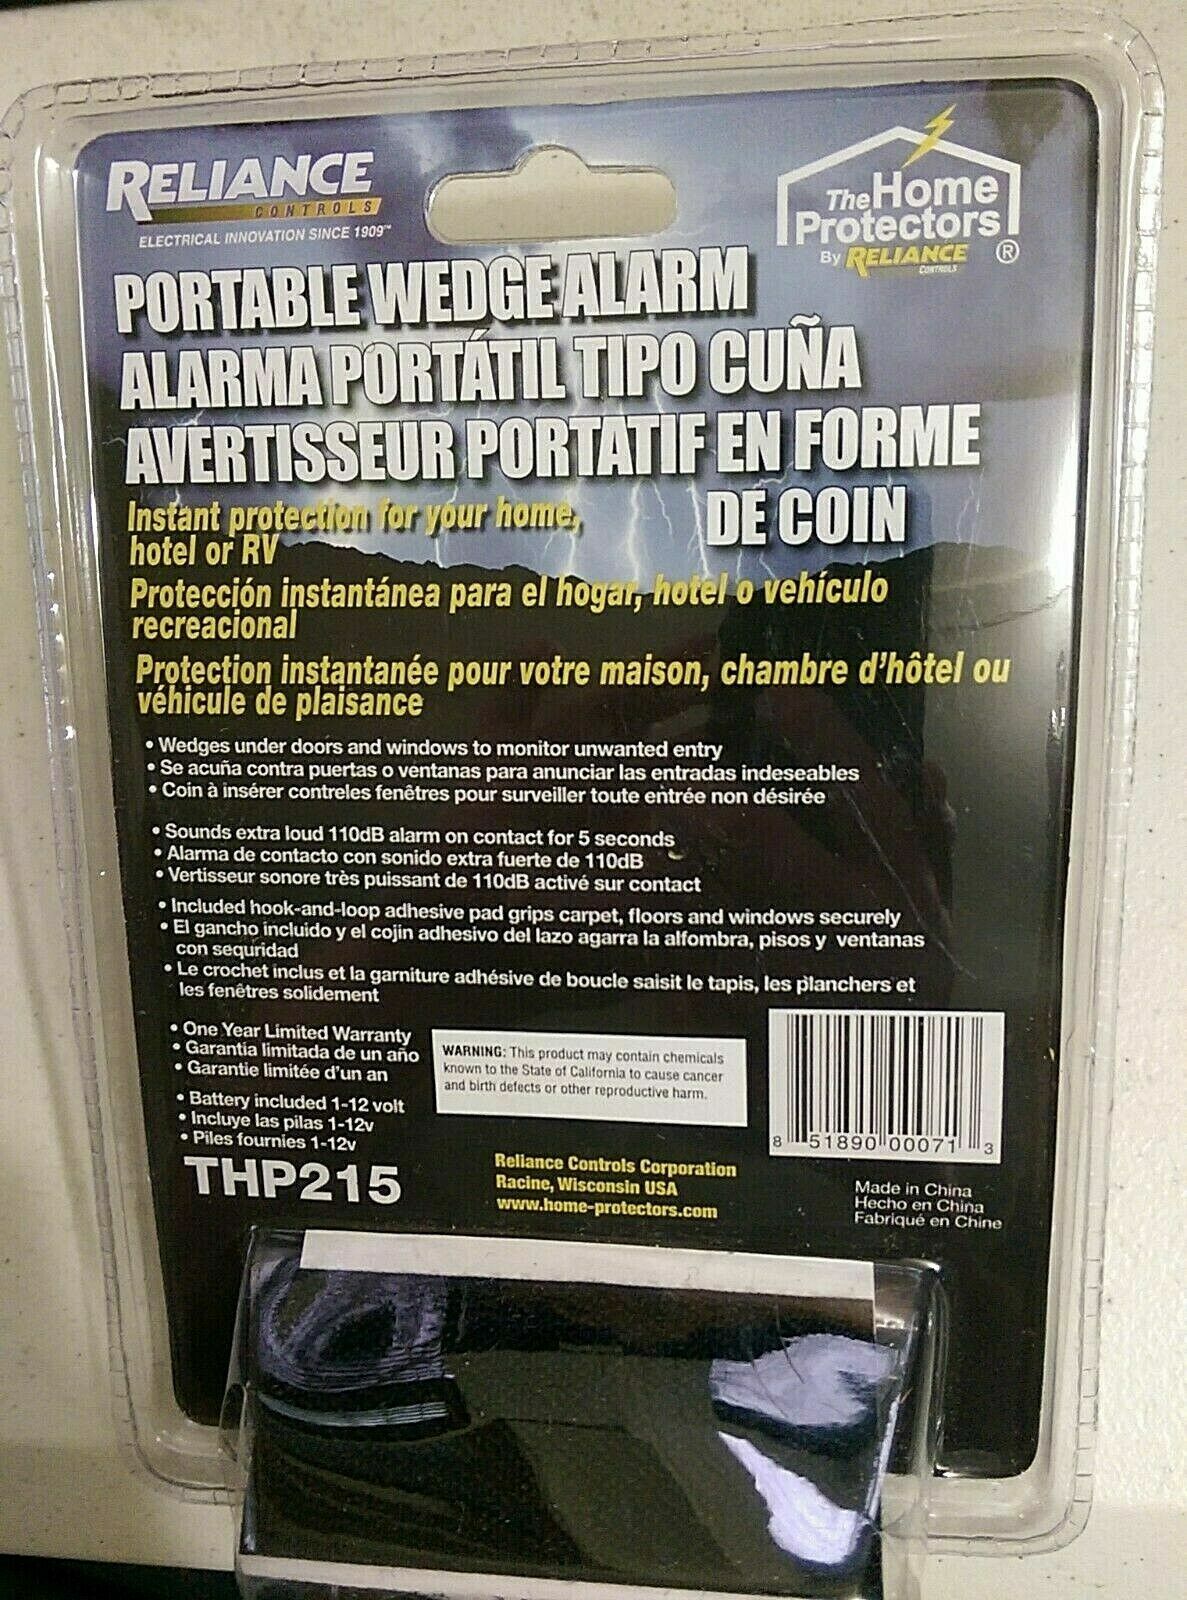 RELIANCE
CONTROLS
ELECTRICAL INNOVATION SINCE 1909™
The Home
Protectors
By RELIANCE
CONTROLS
®
PORTABLE WEDGE ALARM
ALARMA PORTÁTIL TIPO CUÑA
AVERTISSEUR PORTATIF EN FORME
DE COIN
Instant protection for your home,
hotel or RV
Protección instantánea para el hogar, hotel o vehículo
recreacional
Protection instantanée pour votre maison, chambre d'hôtel ou
véhicule de plaisance
• Wedges under doors and windows to monitor unwanted entry
• Se acuña contra puertas o ventanas para anunciar las entradas indeseables
• Coin à insérer contreles fenêtres pour surveiller toute entrée non désirée
• Sounds extra loud 110dB alarm on contact for 5 seconds
• Alarma de contacto con sonido extra fuerte de 110dB
• Vertisseur sonore très puissant de 110dB activé sur contact
• Included hook-and-loop adhesive pad grips carpet, floors and windows securely
• El gancho incluido y el cojin adhesivo del lazo agarra la alfombra, pisos y ventanas
con sequridad
• Le crochet inclus et la garniture adhésive de boucle saisit le tapis, les planchers et
les fenêtres solidement
• One Year Limited Warranty
• Garantia limitada de un año
• Garantie limitée d'un an
• Battery included 1-12 volt
• Incluye las pilas 1-12v
• Piles fournies 1-12v
THP215
WARNING: This product may contain chemicals
known to the State of California to cause cancer
and birth defects or other reproductive harm.
Reliance Controls Corporation
Racine, Wisconsin USA
www.home-protectors.com
8 51890 00071 3
Made in China
Hecho en China
Fabriqué en Chine